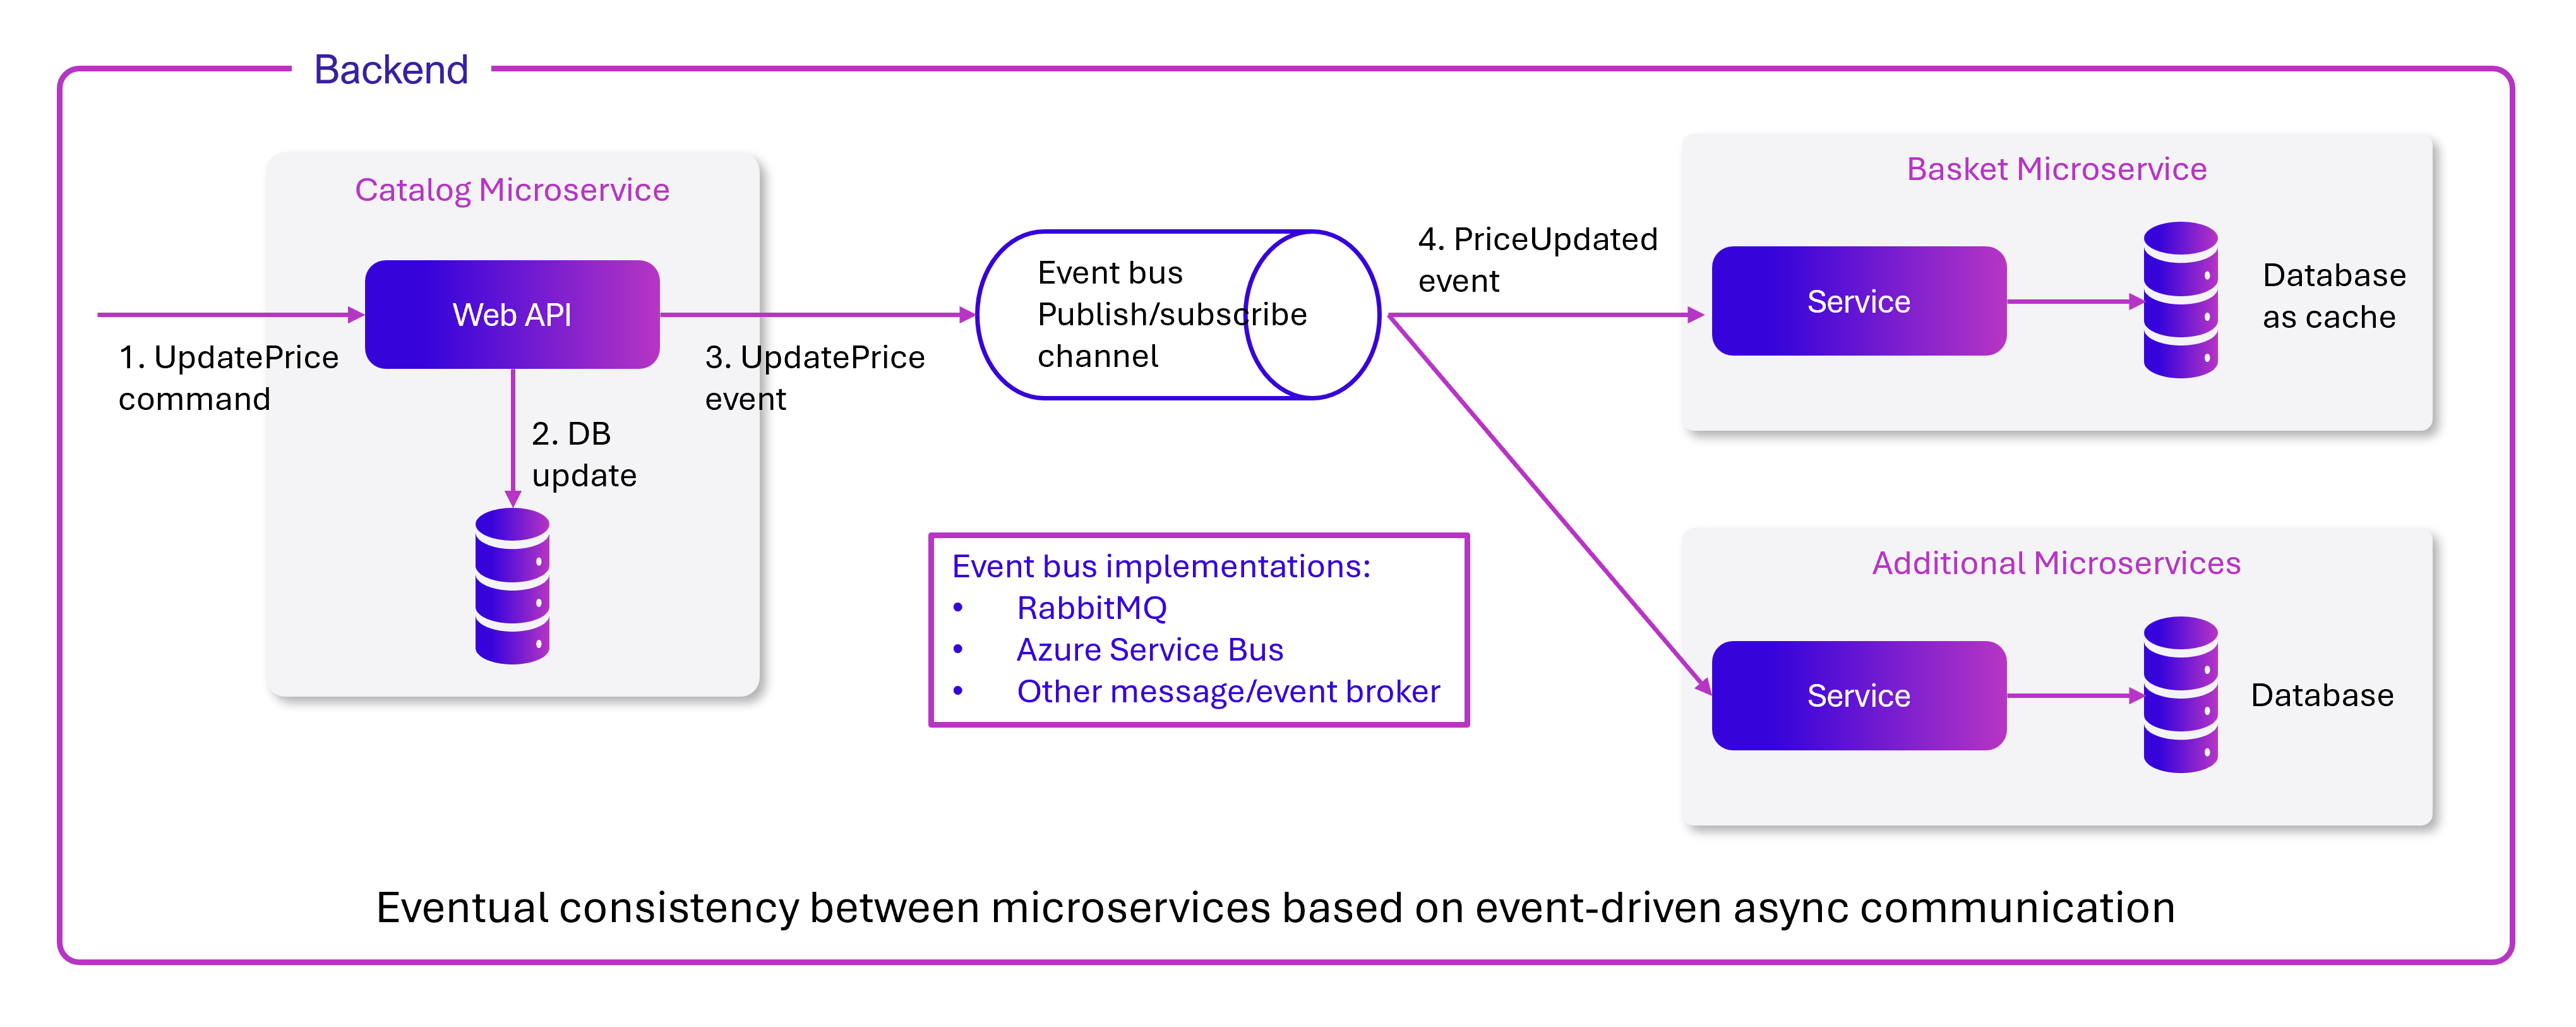 Backend
Catalog Microservice
Web API
1. UpdatePrice
command
2. DB
update
3. UpdatePrice
event
Event bus
Publish/subscribe
channel
4. PriceUpdated
event
Basket Microservice
Service
Database
as cache
Event bus implementations:
• RabbitMQ
• Azure Service Bus
• Other message/event broker
Additional Microservices
Service
Database
Eventual consistency between microservices based on event-driven async communication